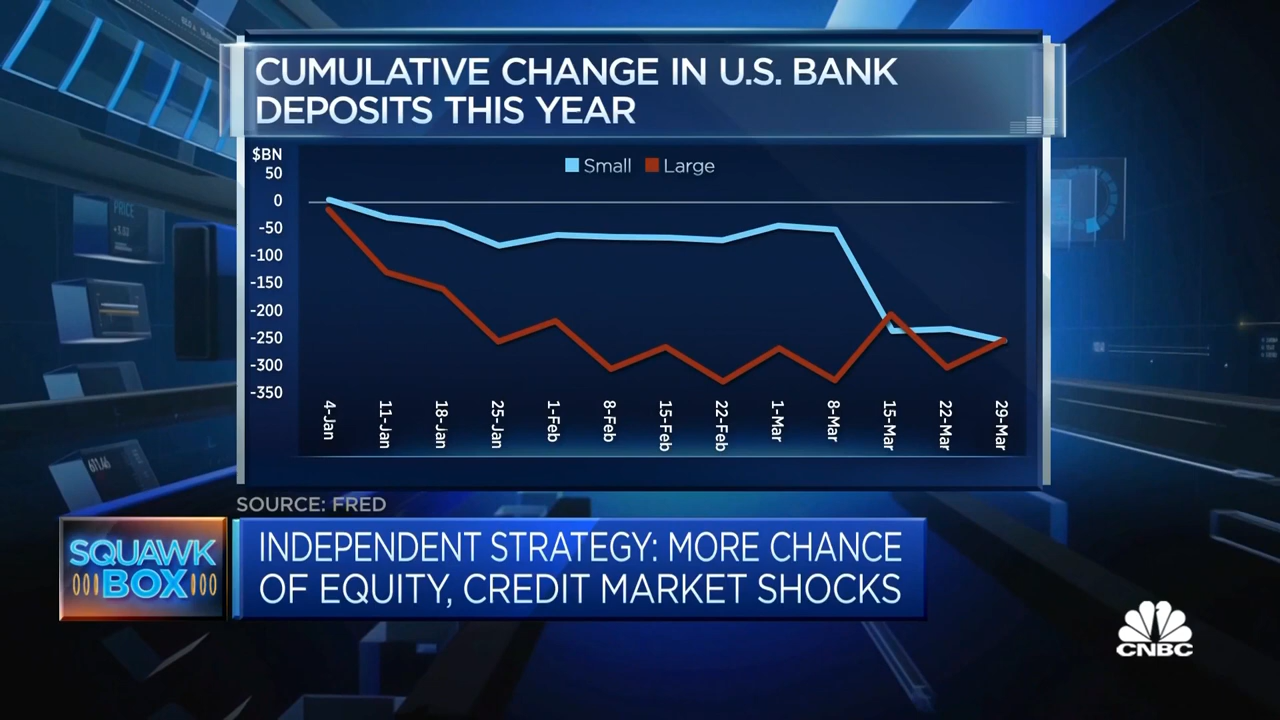 CUMULATIVE CHANGE IN U.S. BANK
DEPOSITS THIS YEAR
$BN
Small Large
50
0
-50
-100
-150
-200
-250
-300
-350
4-Jan
11-Jan
18-Jan
25-Jan
1-Feb
8-Feb
15-Feb
22-Feb
1-Mar
8-Mar
15-Mar
22-Mar
29-Mar
SOURCE: FRED
SQUAWK
BOX
INDEPENDENT STRATEGY: MORE CHANCE
OF EQUITY, CREDIT MARKET SHOCKS
CNBC
PRICE